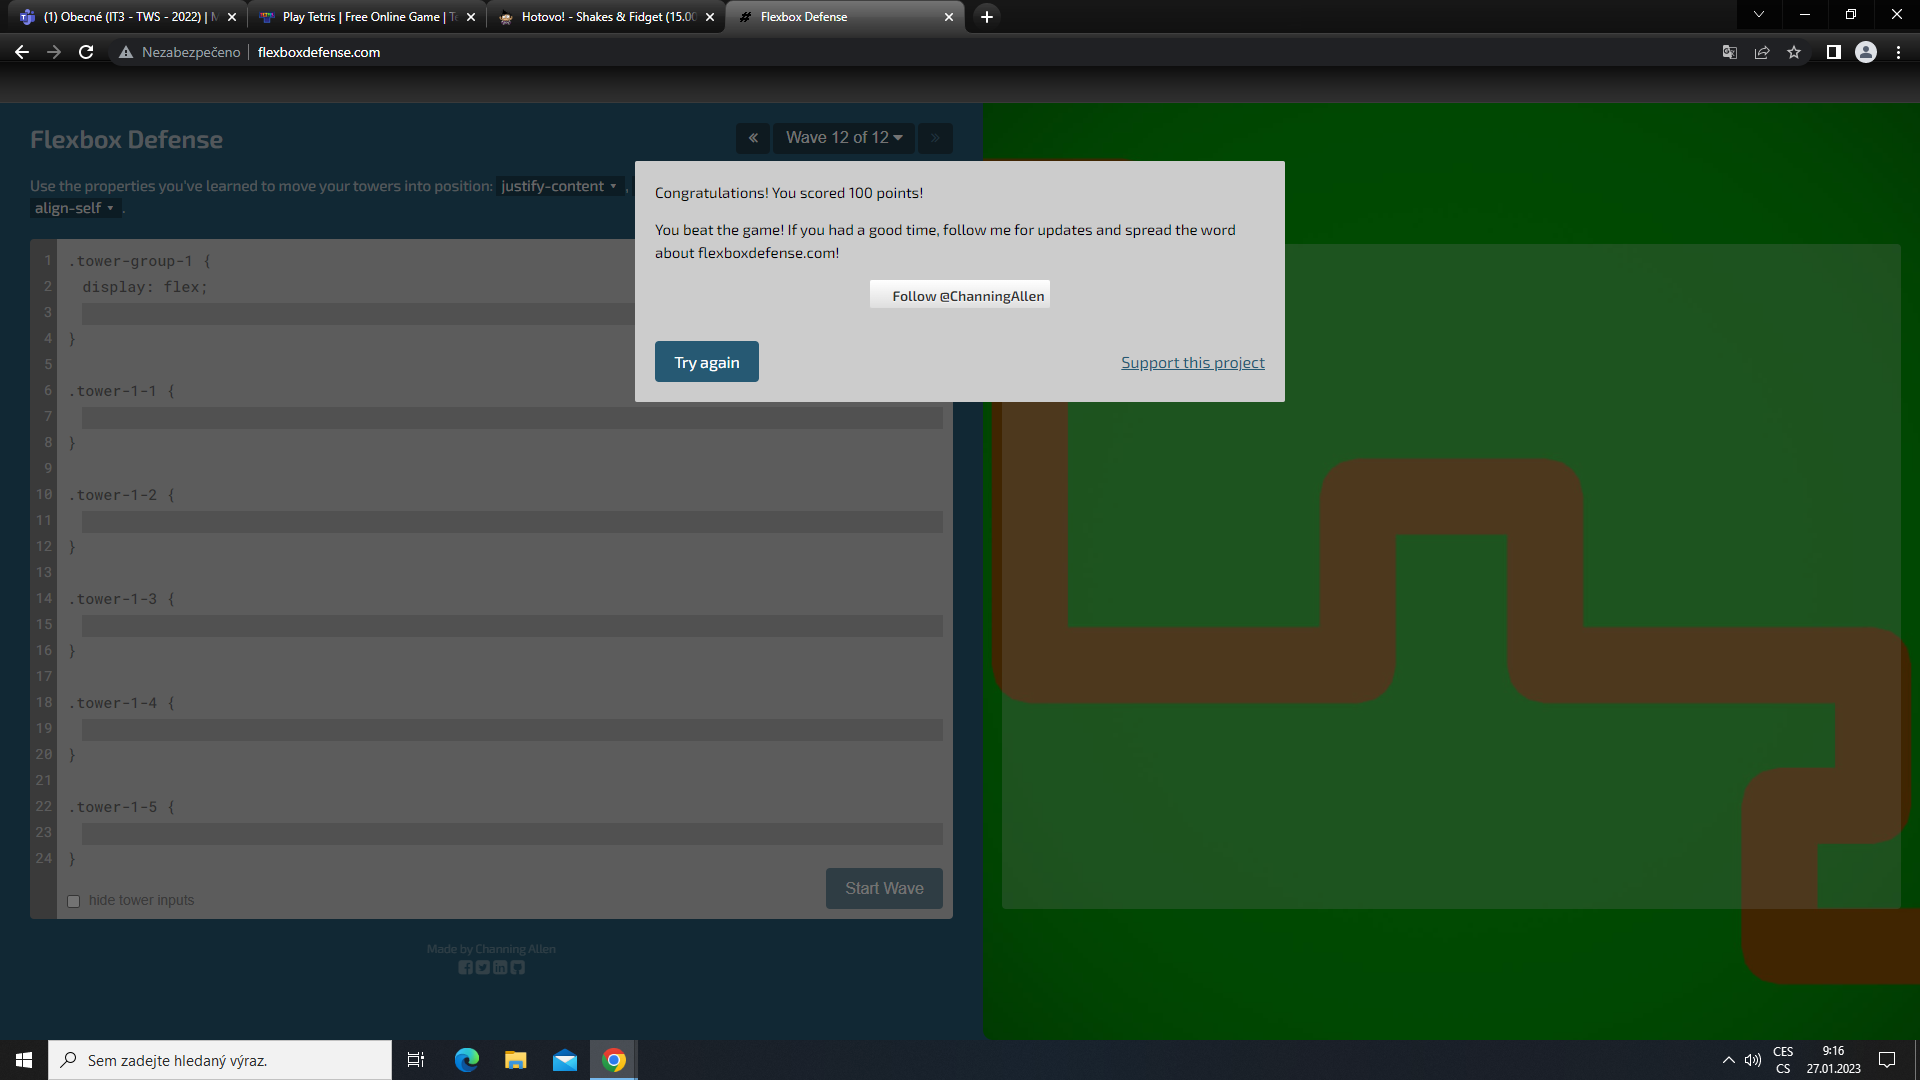 (1) Obecné (IT3 - TWS - 2022) |
Play Tetris | Free Online Game |
Hotovo! - Shakes & Fidget (15.00
Flexbox Defense
Nezabezpečeno
flexboxdefense.com
Flexbox Defense
« Wave 12 of 12 »
Use the properties you've learned to move your towers into position: justify-content ,
align-self .
Congratulations! You scored 100 points!
You beat the game! If you had a good time, follow me for updates and spread the word
about flexboxdefense.com!
Follow @ChanningAllen
Try again
Support this project
1 .tower-group-1 {
2 display: flex;
3
4 }
5
6 .tower-1-1 {
7
8 }
9
10 .tower-1-2 {
11
12 }
13
14 .tower-1-3 {
15
16 }
17
18 .tower-1-4 {
19
20 }
21
22 .tower-1-5 {
23
24 }
hide tower inputs
Start Wave
Made by Channing Allen
Sem zadejte hledaný výraz.
CES
CS
9:16
27.01.2023